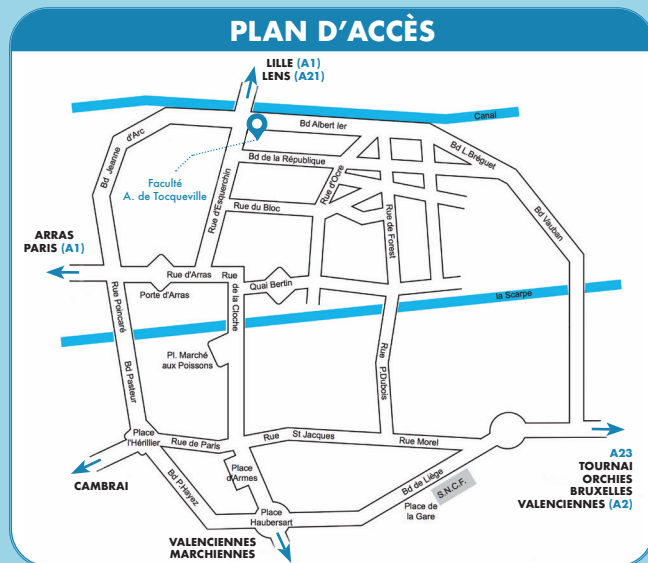 PLAN D'ACCÈS
LILLE (A1)
LENS (A21)
Canal
Bd Albert Ier
Bd Jeanne d'Arc
Bd L.Bréguet
Bd de la République
Faculté
A. de Tocqueville
Rue d'Esquerchin
Rue d'Ocre
Rue du Bloc
Rue de Forest
Bd Vauban
ARRAS
PARIS (A1)
Rue d'Arras
Rue de la Cloche
Quai Bertin
Porte d'Arras
la Scarpe
Rue Poincaré
Pl. Marché
aux Poissons
Bd Pasteur
Rue P.Dubois
Place
l'Hérillier
Rue de Paris
Rue St Jacques
Rue Morel
A23
TOURNAI
ORCHIES
BRUXELLES
VALENCIENNES (A2)
CAMBRAI
Bd P.Hayez
Place
d'Armes
Bd de Liège
S.N.C.F.
Place de
la Gare
Place
Haubersart
VALENCIENNES
MARCHIENNES